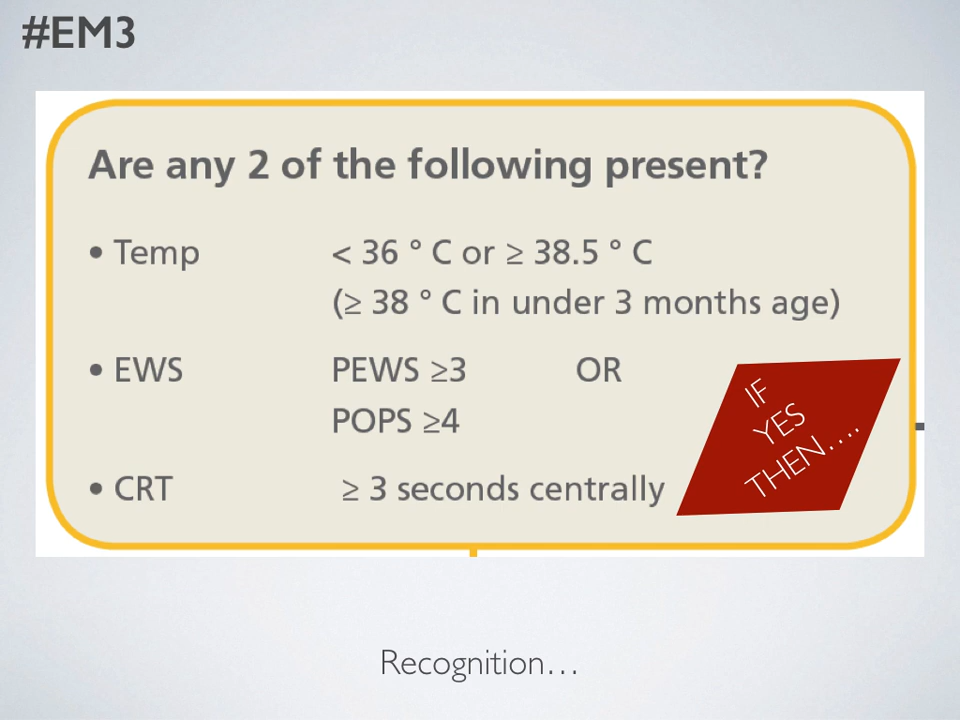 #EM3
Are any 2 of the following present?
• Temp < 36 ° C or ≥ 38.5 ° C
(≥ 38 ° C in under 3 months age)
• EWS PEWS ≥3 OR
POPS ≥4
• CRT ≥ 3 seconds centrally
IF
YES
THEN….
Recognition…